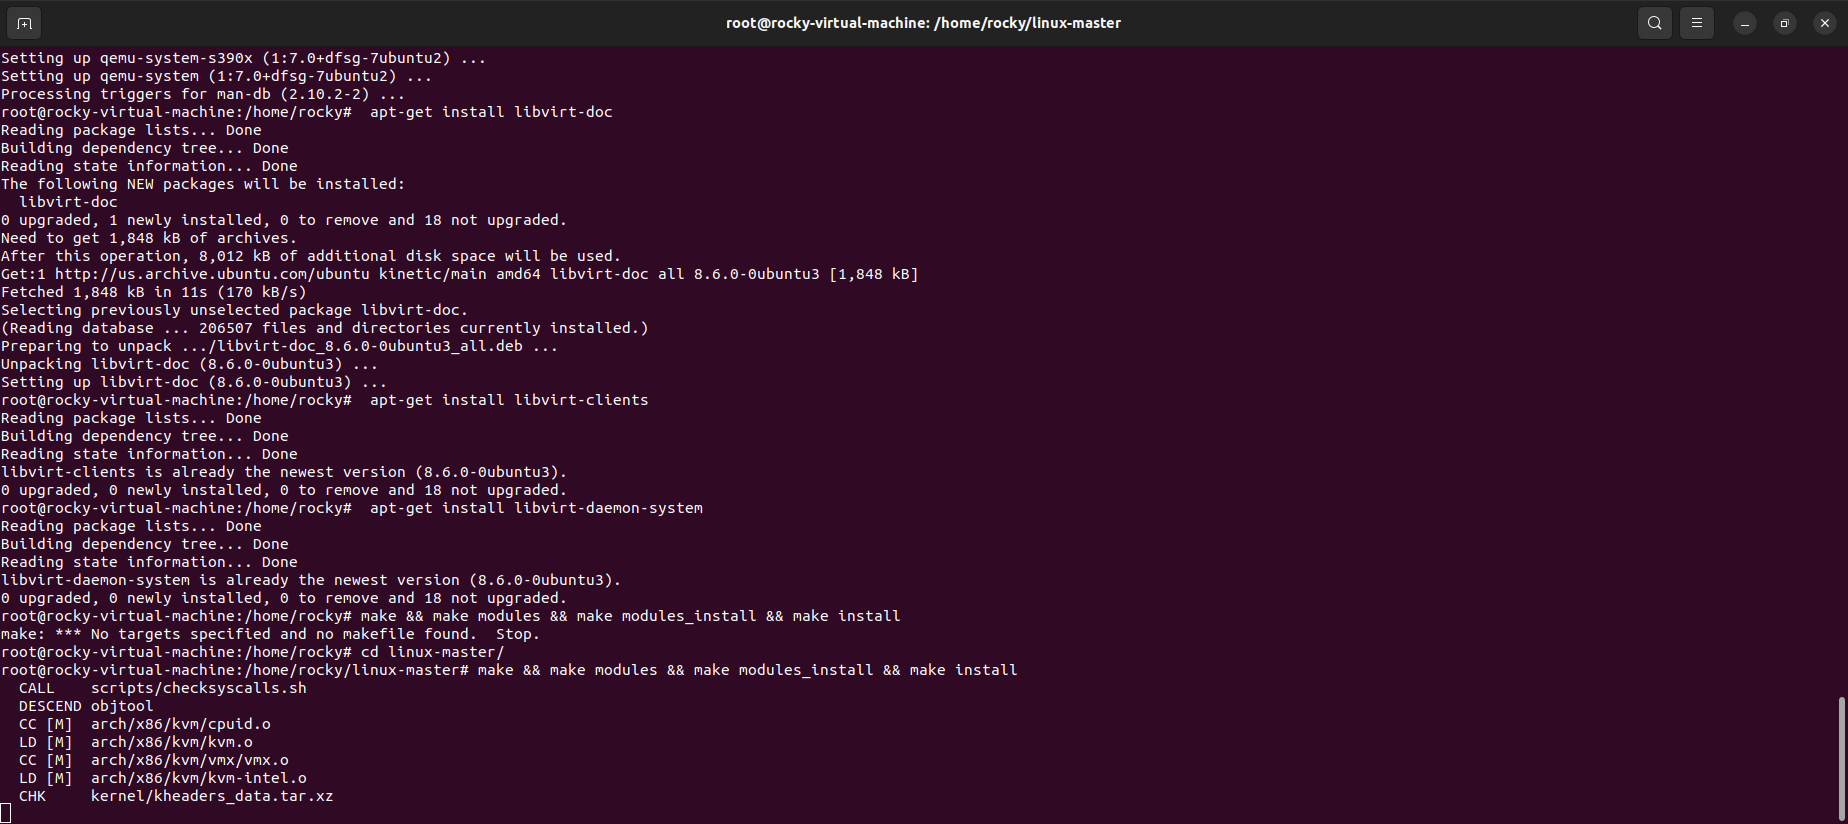 root@rocky-virtual-machine: /home/rocky/linux-master
Setting up qemu-system-s390x (1:7.0+dfsg-7ubuntu2) ...
Setting up qemu-system (1:7.0+dfsg-7ubuntu2) ...
Processing triggers for man-db (2.10.2-2) ...
root@rocky-virtual-machine:/home/rocky#  apt-get install libvirt-doc
Reading package lists... Done
Building dependency tree... Done
Reading state information... Done
The following NEW packages will be installed:
  libvirt-doc
0 upgraded, 1 newly installed, 0 to remove and 18 not upgraded.
Need to get 1,848 kB of archives.
After this operation, 8,012 kB of additional disk space will be used.
Get:1 http://us.archive.ubuntu.com/ubuntu kinetic/main amd64 libvirt-doc all 8.6.0-0ubuntu3 [1,848 kB]
Fetched 1,848 kB in 11s (170 kB/s)
Selecting previously unselected package libvirt-doc.
(Reading database ... 206507 files and directories currently installed.)
Preparing to unpack .../libvirt-doc_8.6.0-0ubuntu3_all.deb ...
Unpacking libvirt-doc (8.6.0-0ubuntu3) ...
Setting up libvirt-doc (8.6.0-0ubuntu3) ...
root@rocky-virtual-machine:/home/rocky#  apt-get install libvirt-clients
Reading package lists... Done
Building dependency tree... Done
Reading state information... Done
libvirt-clients is already the newest version (8.6.0-0ubuntu3).
0 upgraded, 0 newly installed, 0 to remove and 18 not upgraded.
root@rocky-virtual-machine:/home/rocky#  apt-get install libvirt-daemon-system
Reading package lists... Done
Building dependency tree... Done
Reading state information... Done
libvirt-daemon-system is already the newest version (8.6.0-0ubuntu3).
0 upgraded, 0 newly installed, 0 to remove and 18 not upgraded.
root@rocky-virtual-machine:/home/rocky# make && make modules && make modules_install && make install
make: *** No targets specified and no makefile found.  Stop.
root@rocky-virtual-machine:/home/rocky# cd linux-master/
root@rocky-virtual-machine:/home/rocky/linux-master# make && make modules && make modules_install && make install
  CALL    scripts/checksyscalls.sh
  DESCEND objtool
  CC [M]  arch/x86/kvm/cpuid.o
  LD [M]  arch/x86/kvm/kvm.o
  CC [M]  arch/x86/kvm/vmx/vmx.o
  LD [M]  arch/x86/kvm/kvm-intel.o
  CHK     kernel/kheaders_data.tar.xz